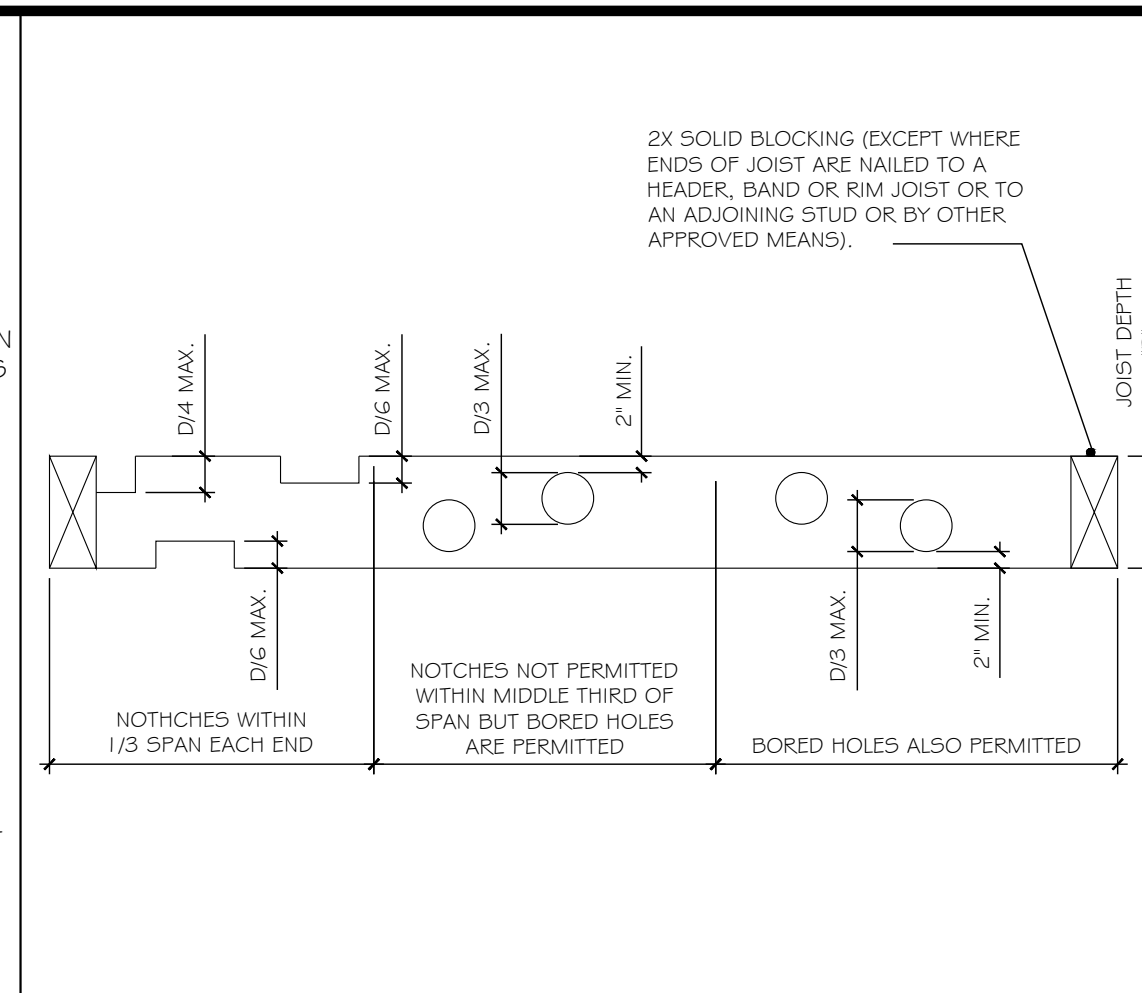 2X SOLID BLOCKING (EXCEPT WHERE
ENDS OF JOIST ARE NAILED TO A
HEADER, BAND OR RIM JOIST OR TO
AN ADJOINING STUD OR BY OTHER
APPROVED MEANS).
JOIST DEPTH
D/4 MAX.
D/6 MAX.
D/3 MAX.
2" MIN.
D/6 MAX.
D/3 MAX.
2" MIN.
NOTHCHES WITHIN
1/3 SPAN EACH END
NOTCHES NOT PERMITTED
WITHIN MIDDLE THIRD OF
SPAN BUT BORED HOLES
ARE PERMITTED
BORED HOLES ALSO PERMITTED